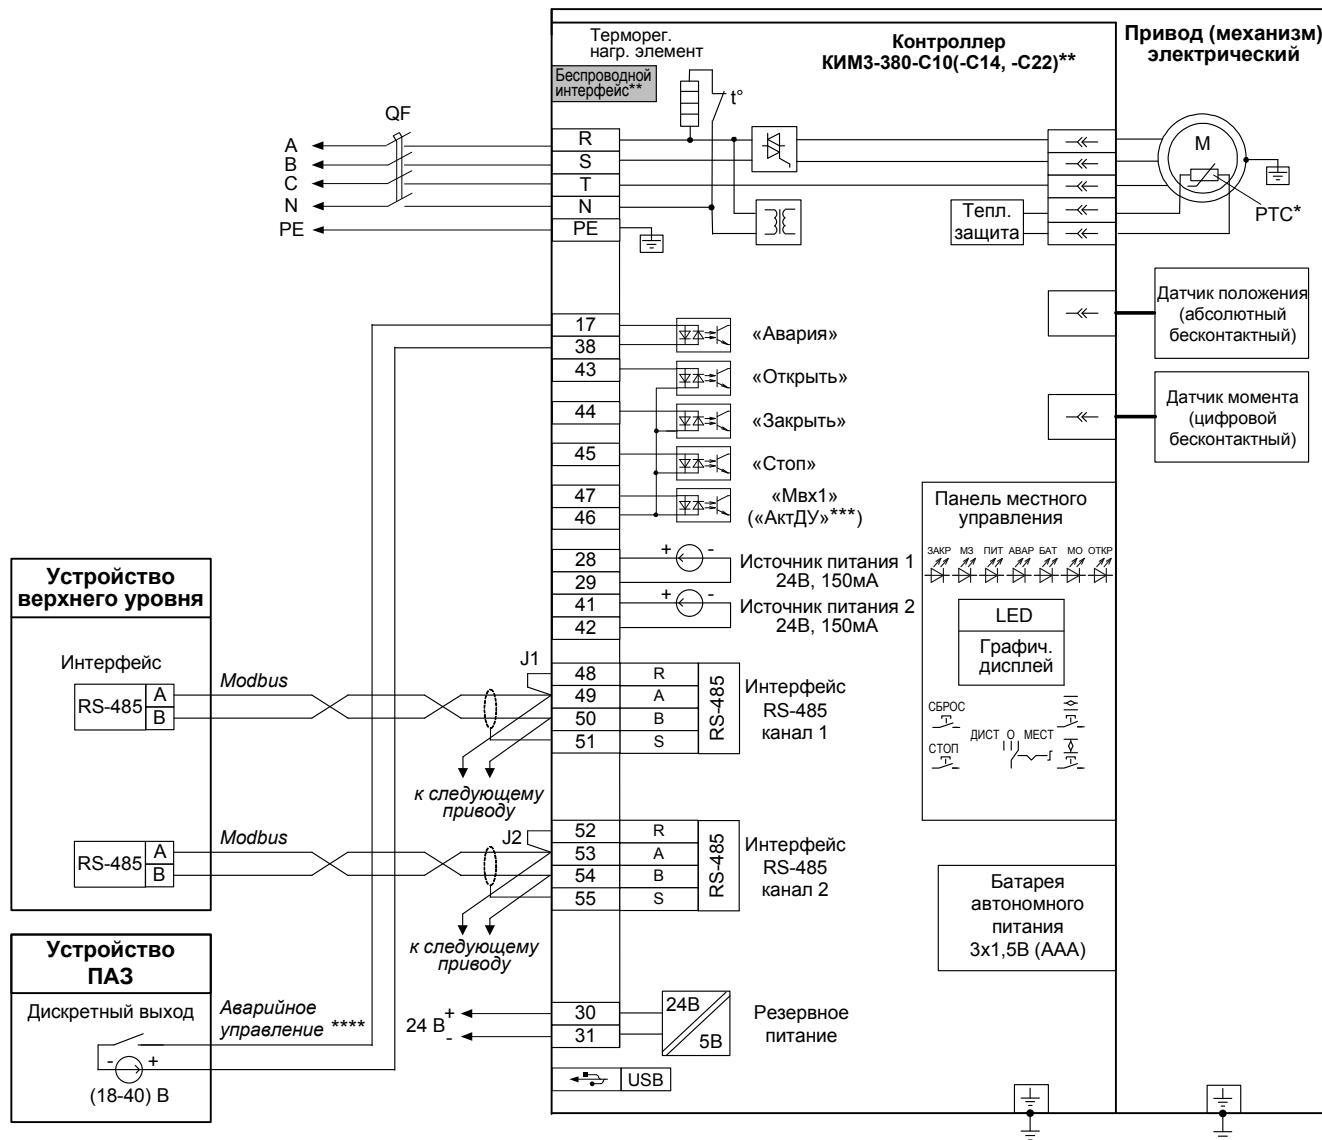 Терморег.
нагр. элемент
Контроллер
КИМ3-380-С10(-С14, -С22)**
Привод (механизм)
электрический
Беспроводной
интерфейс**
t°
QF
A
B
C
N
PE
R
S
T
N
PE
M
PTC*
Тепл.
защита
Датчик положения
(абсолютный
бесконтактный)
Датчик момента
(цифровой
бесконтактный)
17
38
«Авария»
43
«Открыть»
44
«Закрыть»
45
«Стоп»
47
46
«Мвх1»
(«АктДУ»***)
28
29
+ -
Источник питания 1
24В, 150мА
41
42
+ -
Источник питания 2
24В, 150мА
Панель местного
управления
ЗАКР МЗ ПИТ АВАР БАТ МО ОТКР
LED
Графич.
дисплей
СБРОС
СТОП
ДИСТ О МЕСТ
Устройство
верхнего уровня
Интерфейс
RS-485
A
B
Modbus
J1
48 R
49 A
50 B
51 S
RS-485
Интерфейс
RS-485
канал 1
к следующему
приводу
RS-485
A
B
Modbus
J2
52 R
53 A
54 B
55 S
RS-485
Интерфейс
RS-485
канал 2
к следующему
приводу
Батарея
автономного
питания
3х1,5В (ААА)
Устройство
ПАЗ
Дискретный выход
- +
(18-40) В
Аварийное
управление ****
24 В
+
-
30
31
24В
5В
Резервное
питание
USB